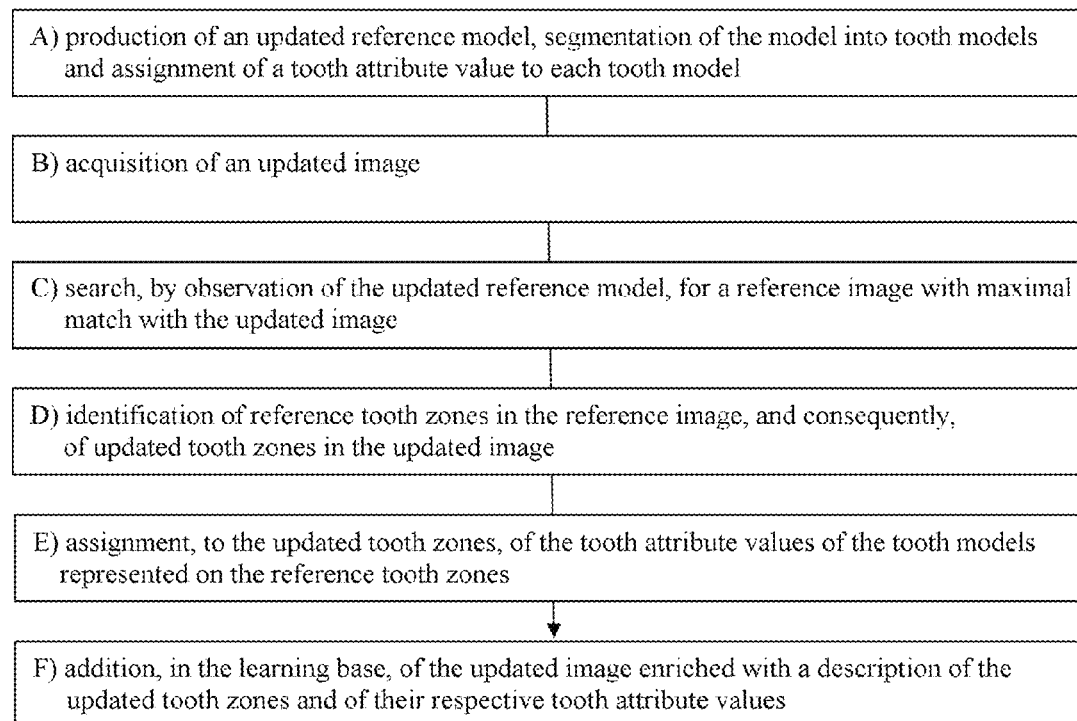 A) production of an updated reference model, segmentation of the model into tooth models
and assignment of a tooth attribute value to each tooth model
B) acquisition of an updated image
C) search, by observation of the updated reference model, for a reference image with maximal
match with the updated image
D) identification of reference tooth zones in the reference image, and consequently,
of updated tooth zones in the updated image
E) assignment, to the updated tooth zones, of the tooth attribute values of the tooth models
represented on the reference tooth zones
F) addition, in the learning base, of the updated image enriched with a description of the
updated tooth zones and of their respective tooth attribute values